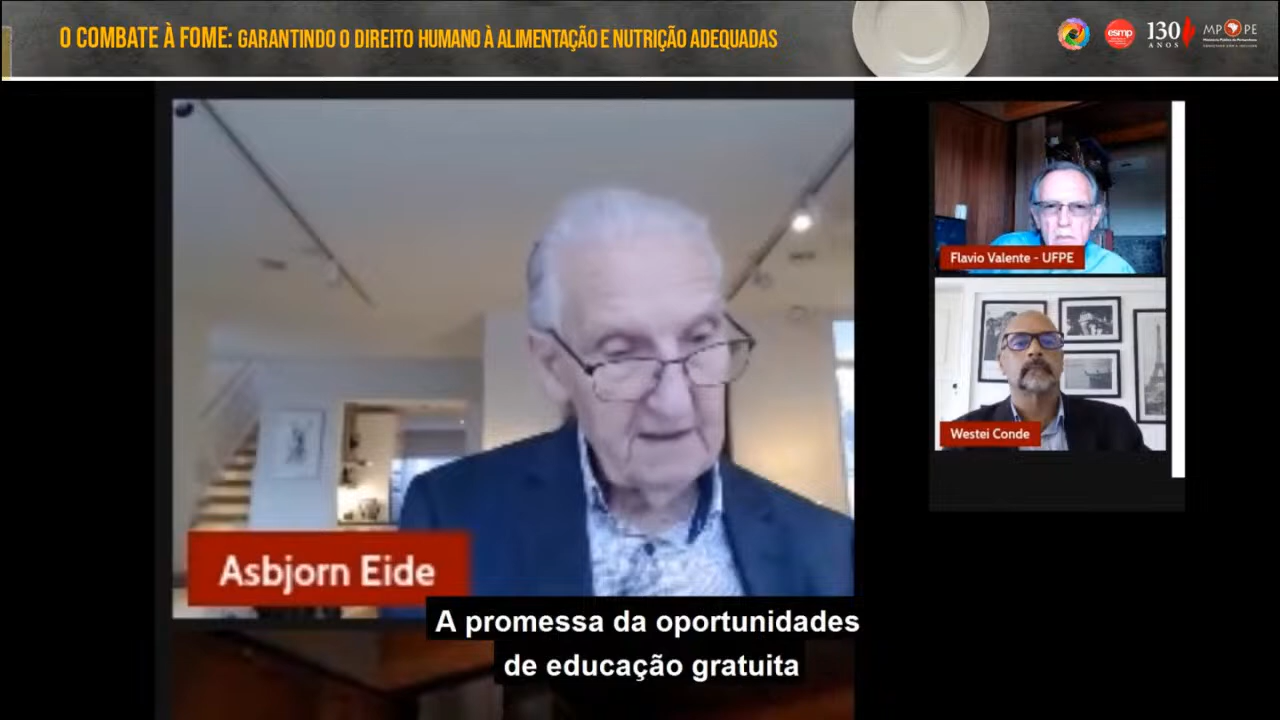 O COMBATE À FOME: GARANTINDO O DIREITO HUMANO À ALIMENTAÇÃO E NUTRIÇÃO ADEQUADAS
esmp
130
ANOS
MPPE
Flavio Valente - UFPE
Westei Conde
Asbjorn Eide
A promessa da oportunidades
de educação gratuita